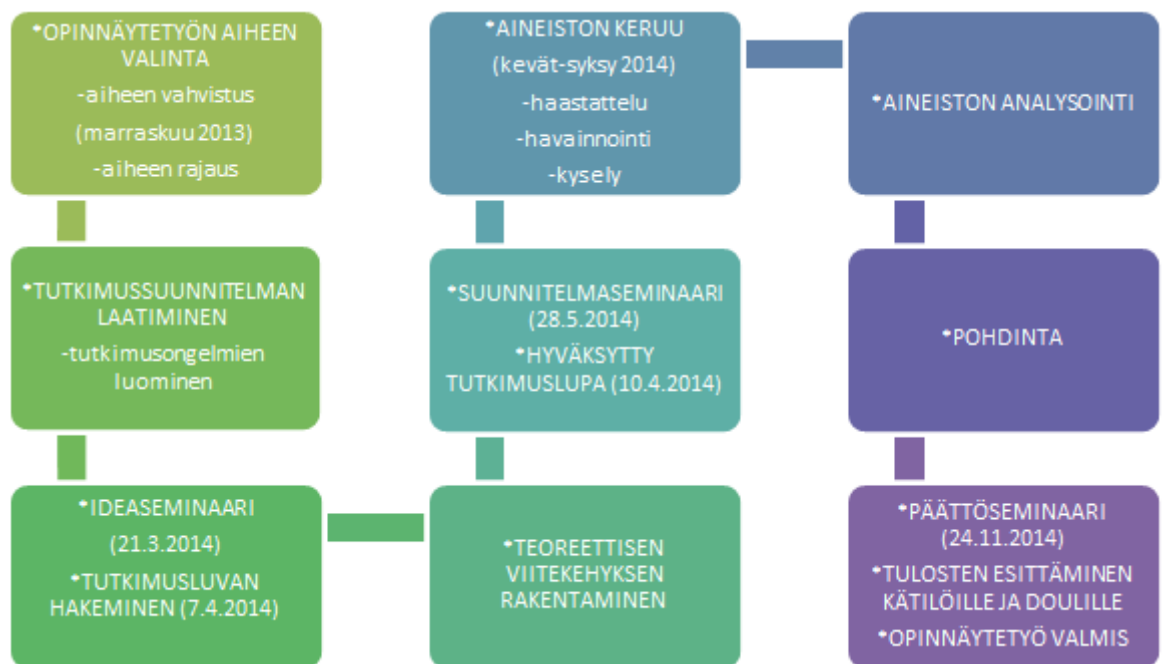 *OPINNÄYTETYÖN AIHEEN
VALINTA
-aiheen vahvistus
(marraskuu 2013)
-aiheen rajaus
*TUTKIMUSSUUNNITELMAN
LAATIMINEN
-tutkimusongelmien
luominen
*IDEASEMINAARI
(21.3.2014)
*TUTKIMUSLUVAN
HAKEMINEN (7.4.2014)
*TEOREETTISEN
VIITEKEHYKSEN
RAKENTAMINEN
*SUUNNITELMASEMINAARI
(28.5.2014)
*HYVÄKSYTTY
TUTKIMUSLUPA (10.4.2014)
*AINEISTON KERUU
(kevät-syksy 2014)
-haastattelu
-havainnointi
-kysely
*AINEISTON ANALYSOINTI
*POHDINTA
*PÄÄTTÖSEMINAARI
(24.11.2014)
*TULOSTEN ESITTÄMINEN
KÄTILÖILLE JA DOULILLE
*OPINNÄYTETYÖ VALMIS